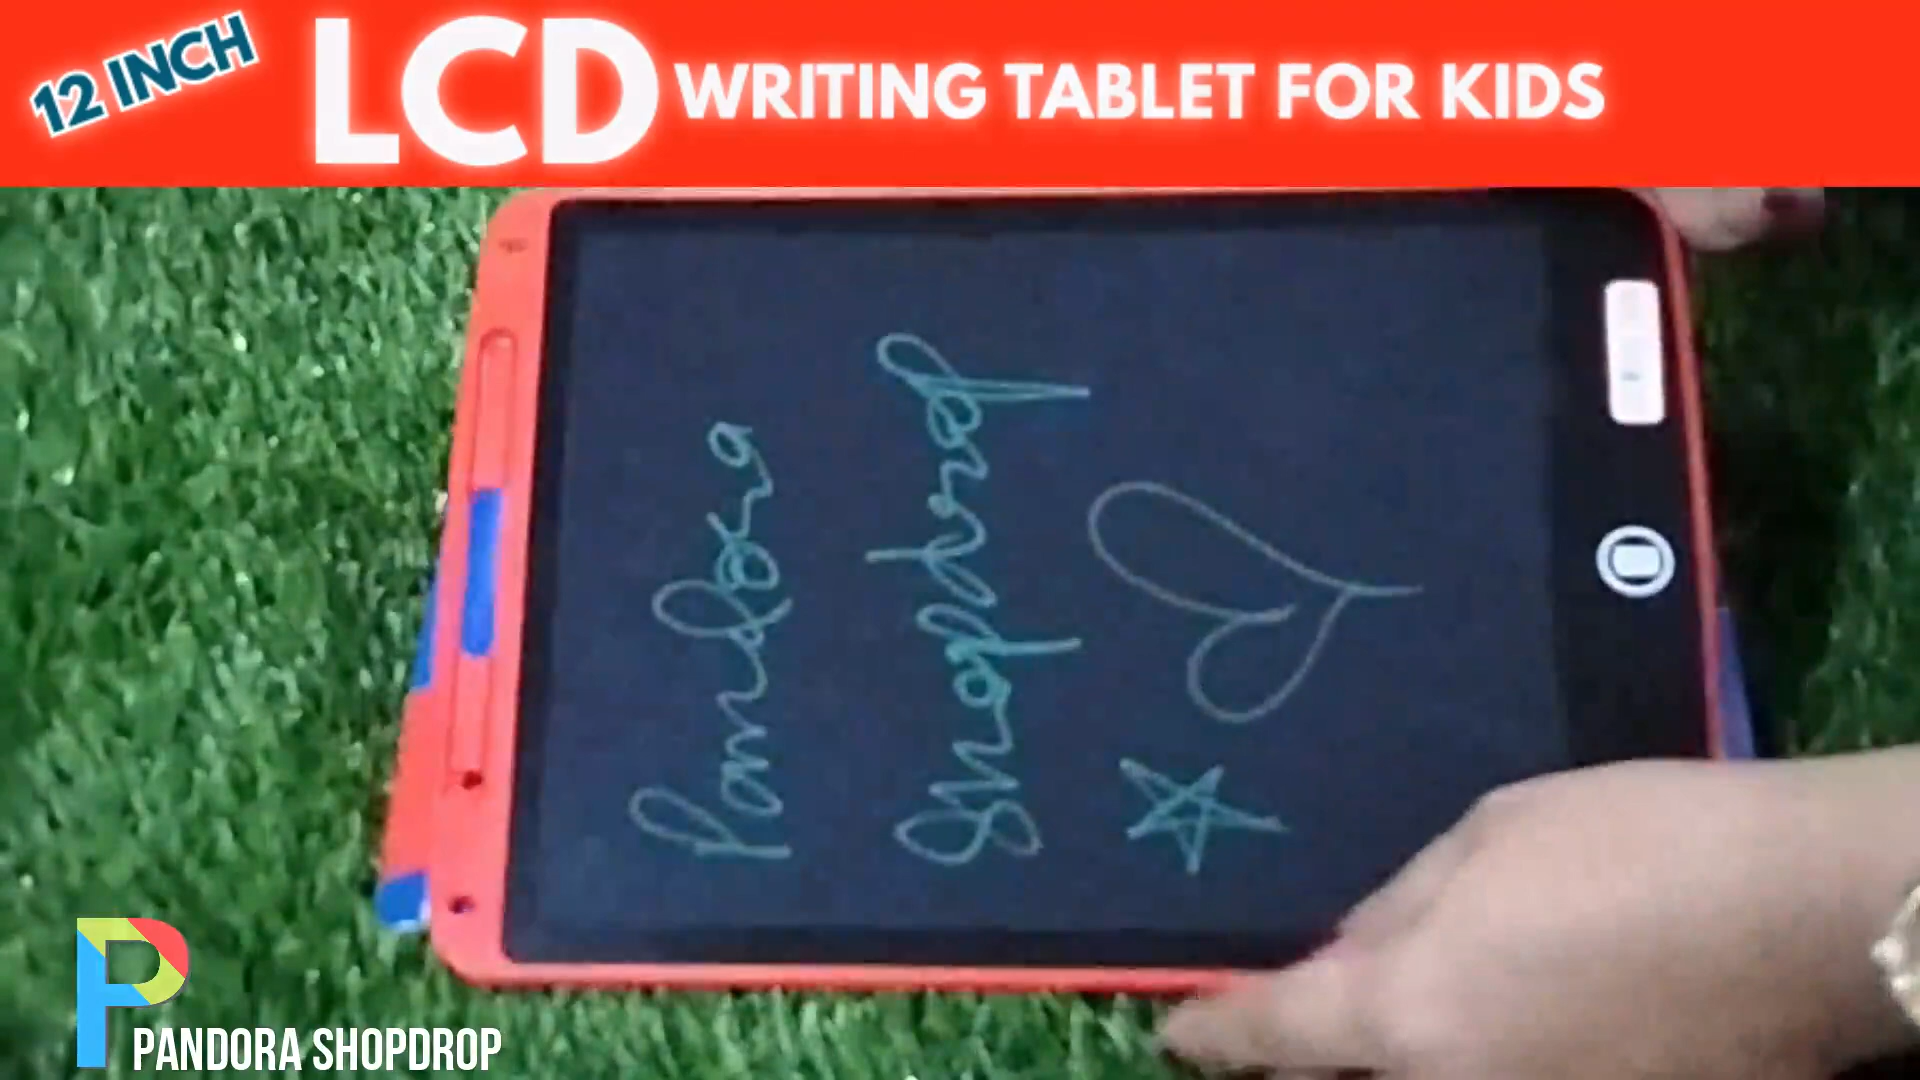 12 INCH
LCD WRITING TABLET FOR KIDS
Pandora
Shopdrop
PANDORA SHOPDROP